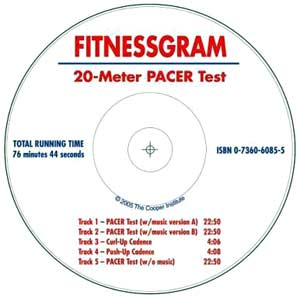 FITNESSGRAM
20-Meter PACER Test
TOTAL RUNNING TIME
76 minutes 44 seconds
ISBN 0-7360-6085-5
©2005 The Cooper Institute
Track 1 – PACER Test (w/music version A) 22:50
Track 2 – PACER Test (w/music version B) 22:50
Track 3 – Curl-Up Cadence 4:06
Track 4 – Push-Up Cadence 4:08
Track 5 – PACER Test (w/o music) 22:50